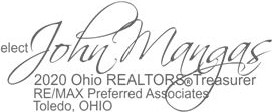 elect John Mangas
2020 Ohio REALTORS® Treasurer
RE/MAX Preferred Associates
Toledo, OHIO